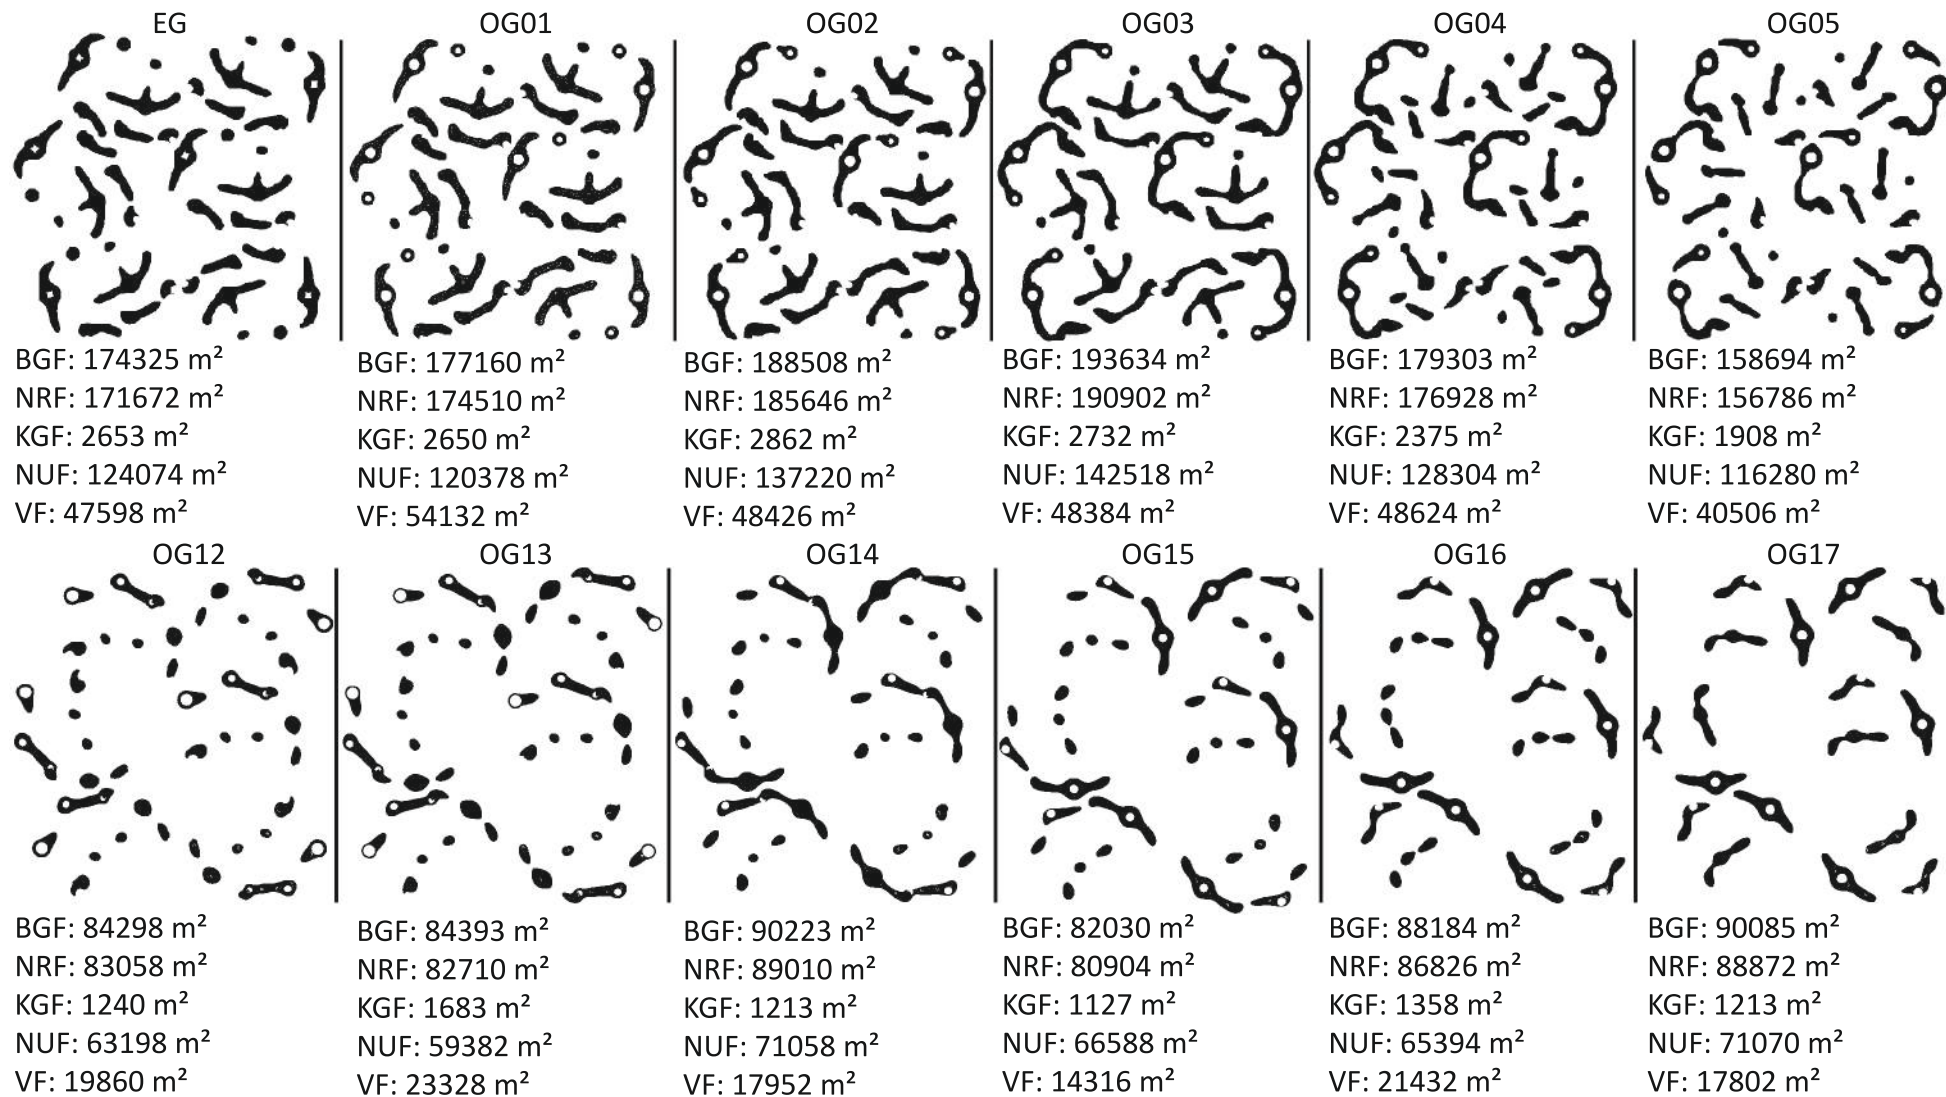 EG
BGF: 174325 m²
NRF: 171672 m²
KGF: 2653 m²
NUF: 124074 m²
VF: 47598 m²
OG01
BGF: 177160 m²
NRF: 174510 m²
KGF: 2650 m²
NUF: 120378 m²
VF: 54132 m²
OG02
BGF: 188508 m²
NRF: 185646 m²
KGF: 2862 m²
NUF: 137220 m²
VF: 48426 m²
OG03
BGF: 193634 m²
NRF: 190902 m²
KGF: 2732 m²
NUF: 142518 m²
VF: 48384 m²
OG04
BGF: 179303 m²
NRF: 176928 m²
KGF: 2375 m²
NUF: 128304 m²
VF: 48624 m²
OG05
BGF: 158694 m²
NRF: 156786 m²
KGF: 1908 m²
NUF: 116280 m²
VF: 40506 m²
OG12
BGF: 84298 m²
NRF: 83058 m²
KGF: 1240 m²
NUF: 63198 m²
VF: 19860 m²
OG13
BGF: 84393 m²
NRF: 82710 m²
KGF: 1683 m²
NUF: 59382 m²
VF: 23328 m²
OG14
BGF: 90223 m²
NRF: 89010 m²
KGF: 1213 m²
NUF: 71058 m²
VF: 17952 m²
OG15
BGF: 82030 m²
NRF: 80904 m²
KGF: 1127 m²
NUF: 66588 m²
VF: 14316 m²
OG16
BGF: 88184 m²
NRF: 86826 m²
KGF: 1358 m²
NUF: 65394 m²
VF: 21432 m²
OG17
BGF: 90085 m²
NRF: 88872 m²
KGF: 1213 m²
NUF: 71070 m²
VF: 17802 m²